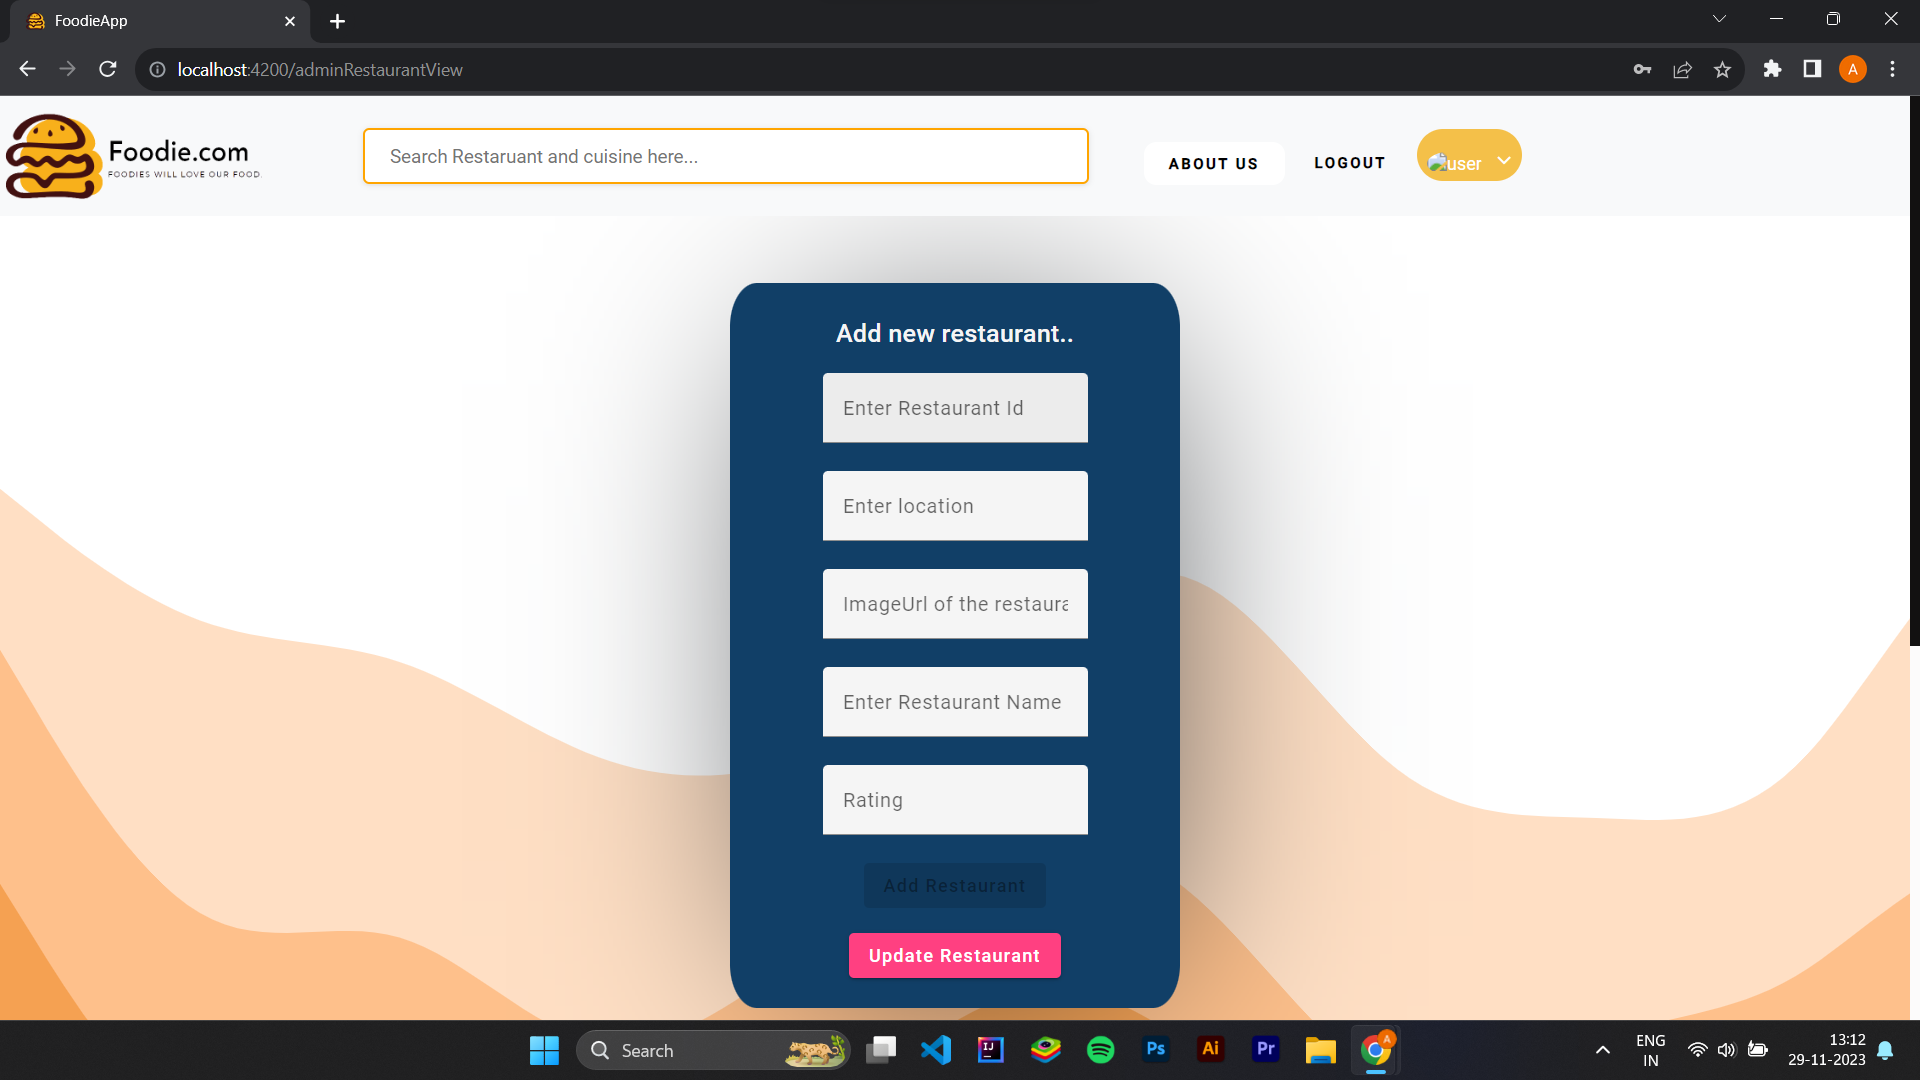 FoodieApp
localhost:4200/adminRestaurantView
A
Foodie.com
FOODIES WILL LOVE OUR FOOD.
Search Restaruant and cuisine here...
ABOUT US
LOGOUT
user
Add new restaurant..
Enter Restaurant Id
Enter location
ImageUrl of the restaura
Enter Restaurant Name
Rating
Add Restaurant
Update Restaurant
Search
IJ
Ps
Ai
Pr
A
ENG
IN
13:12
29-11-2023